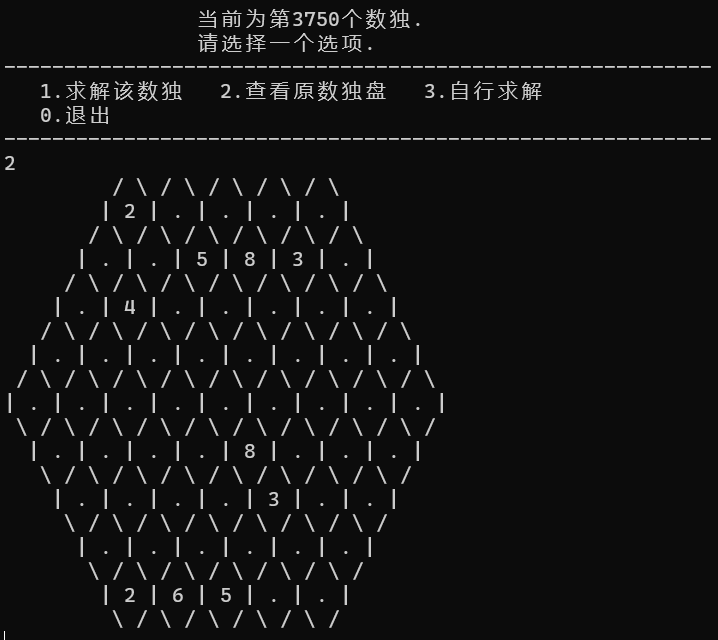 当前为第3750个数独.
请选择一个选项.
-----------------------------------------------------------
1.求解该数独   2.查看原数独盘   3.自行求解
0.退出
-----------------------------------------------------------
2
/ \ / \ / \ / \ / \
| 2 | . | . | . | . |
/ \ / \ / \ / \ / \ / \
| . | . | 5 | 8 | 3 | . |
/ \ / \ / \ / \ / \ / \ / \
| . | 4 | . | . | . | . | . |
/ \ / \ / \ / \ / \ / \ / \ / \
| . | . | . | . | . | . | . | . |
/ \ / \ / \ / \ / \ / \ / \ / \ / \
| . | . | . | . | . | . | . | . | . |
\ / \ / \ / \ / \ / \ / \ / \ / \ /
| . | . | . | . | 8 | . | . | . |
\ / \ / \ / \ / \ / \ / \ / \ /
| . | . | . | . | 3 | . | . |
\ / \ / \ / \ / \ / \ / \ /
| . | . | . | . | . | . |
\ / \ / \ / \ / \ / \ /
| 2 | 6 | 5 | . | . |
\ / \ / \ / \ / \ /